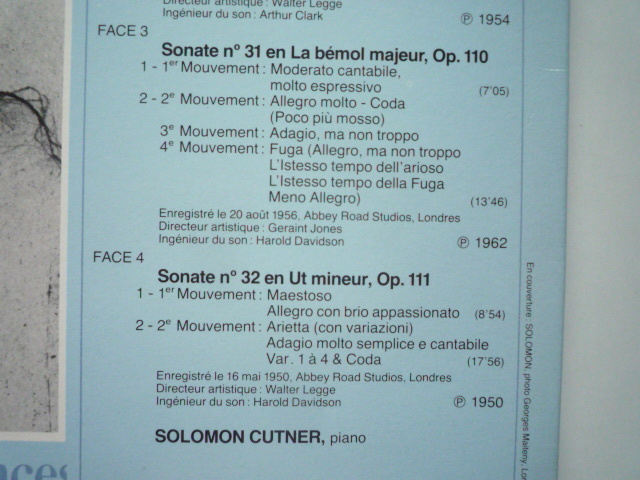 Directeur artistique : Walter Legge
Ingénieur du son : Arthur Clark
℗ 1954
FACE 3
Sonate n° 31 en La bémol majeur, Op. 110
1 - 1er Mouvement : Moderato cantabile,
molto espressivo (7'05)
2 - 2e Mouvement : Allegro molto - Coda
(Poco più mosso)
3e Mouvement : Adagio, ma non troppo
4e Mouvement : Fuga (Allegro, ma non troppo
L'Istesso tempo dell'arioso
L'Istesso tempo della Fuga
Meno Allegro) (13'46)
Enregistré le 20 août 1956, Abbey Road Studios, Londres
Directeur artistique : Geraint Jones
Ingénieur du son : Harold Davidson ℗ 1962
FACE 4
Sonate n° 32 en Ut mineur, Op. 111
1 - 1er Mouvement : Maestoso
Allegro con brio appassionato (8'54)
2 - 2e Mouvement : Arietta (con variazioni)
Adagio molto semplice e cantabile
Var. 1 à 4 & Coda (17'56)
Enregistré le 16 mai 1950, Abbey Road Studios, Londres
Directeur artistique : Walter Legge
Ingénieur du son : Harold Davidson ℗ 1950
SOLOMON CUTNER, piano
En couverture : SOLOMON, photo Georges